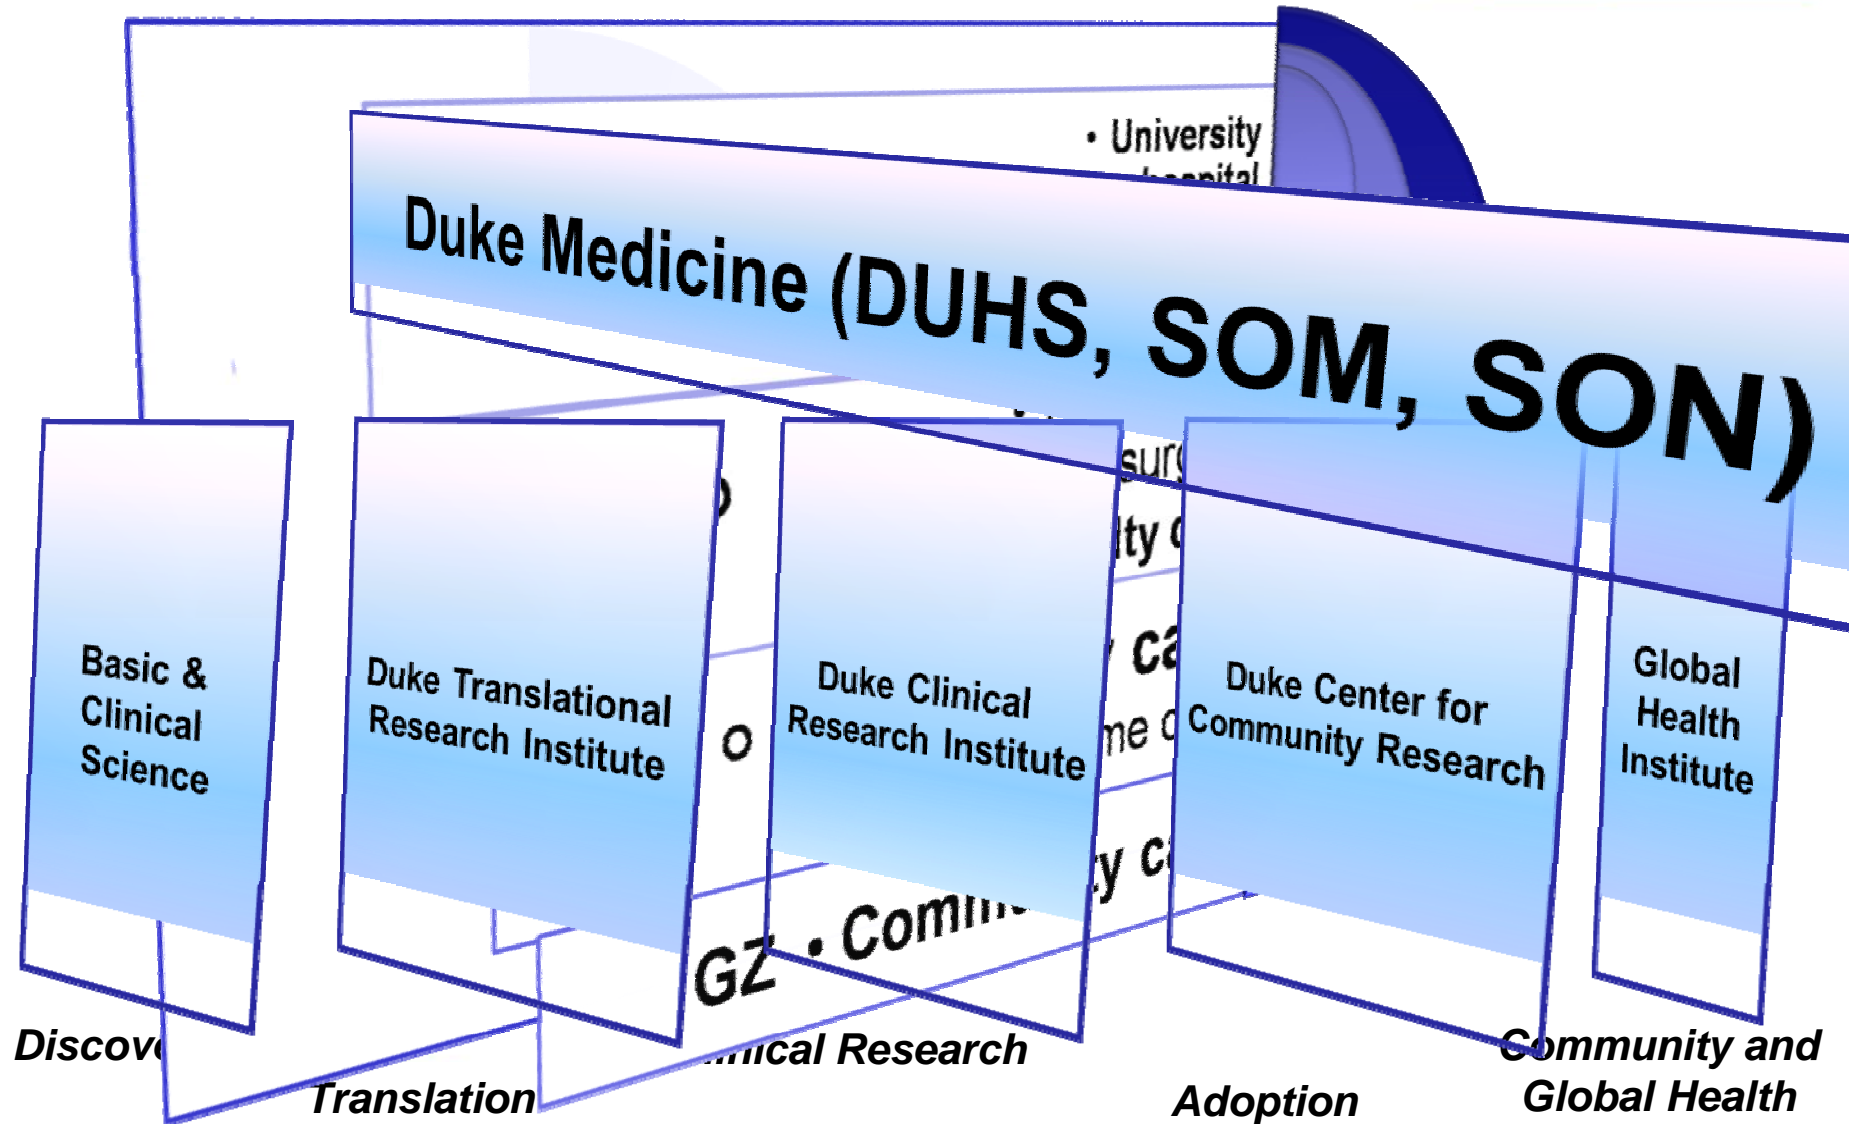 • University
Duke Medicine (DUHS, SOM, SON)
Basic &
Clinical
Science
Duke Translational
Research Institute
Duke Clinical
Research Institute
Duke Center for
Community Research
Global
Health
Institute
GZ •
Research
Translation
Adoption
Community and
Global Health